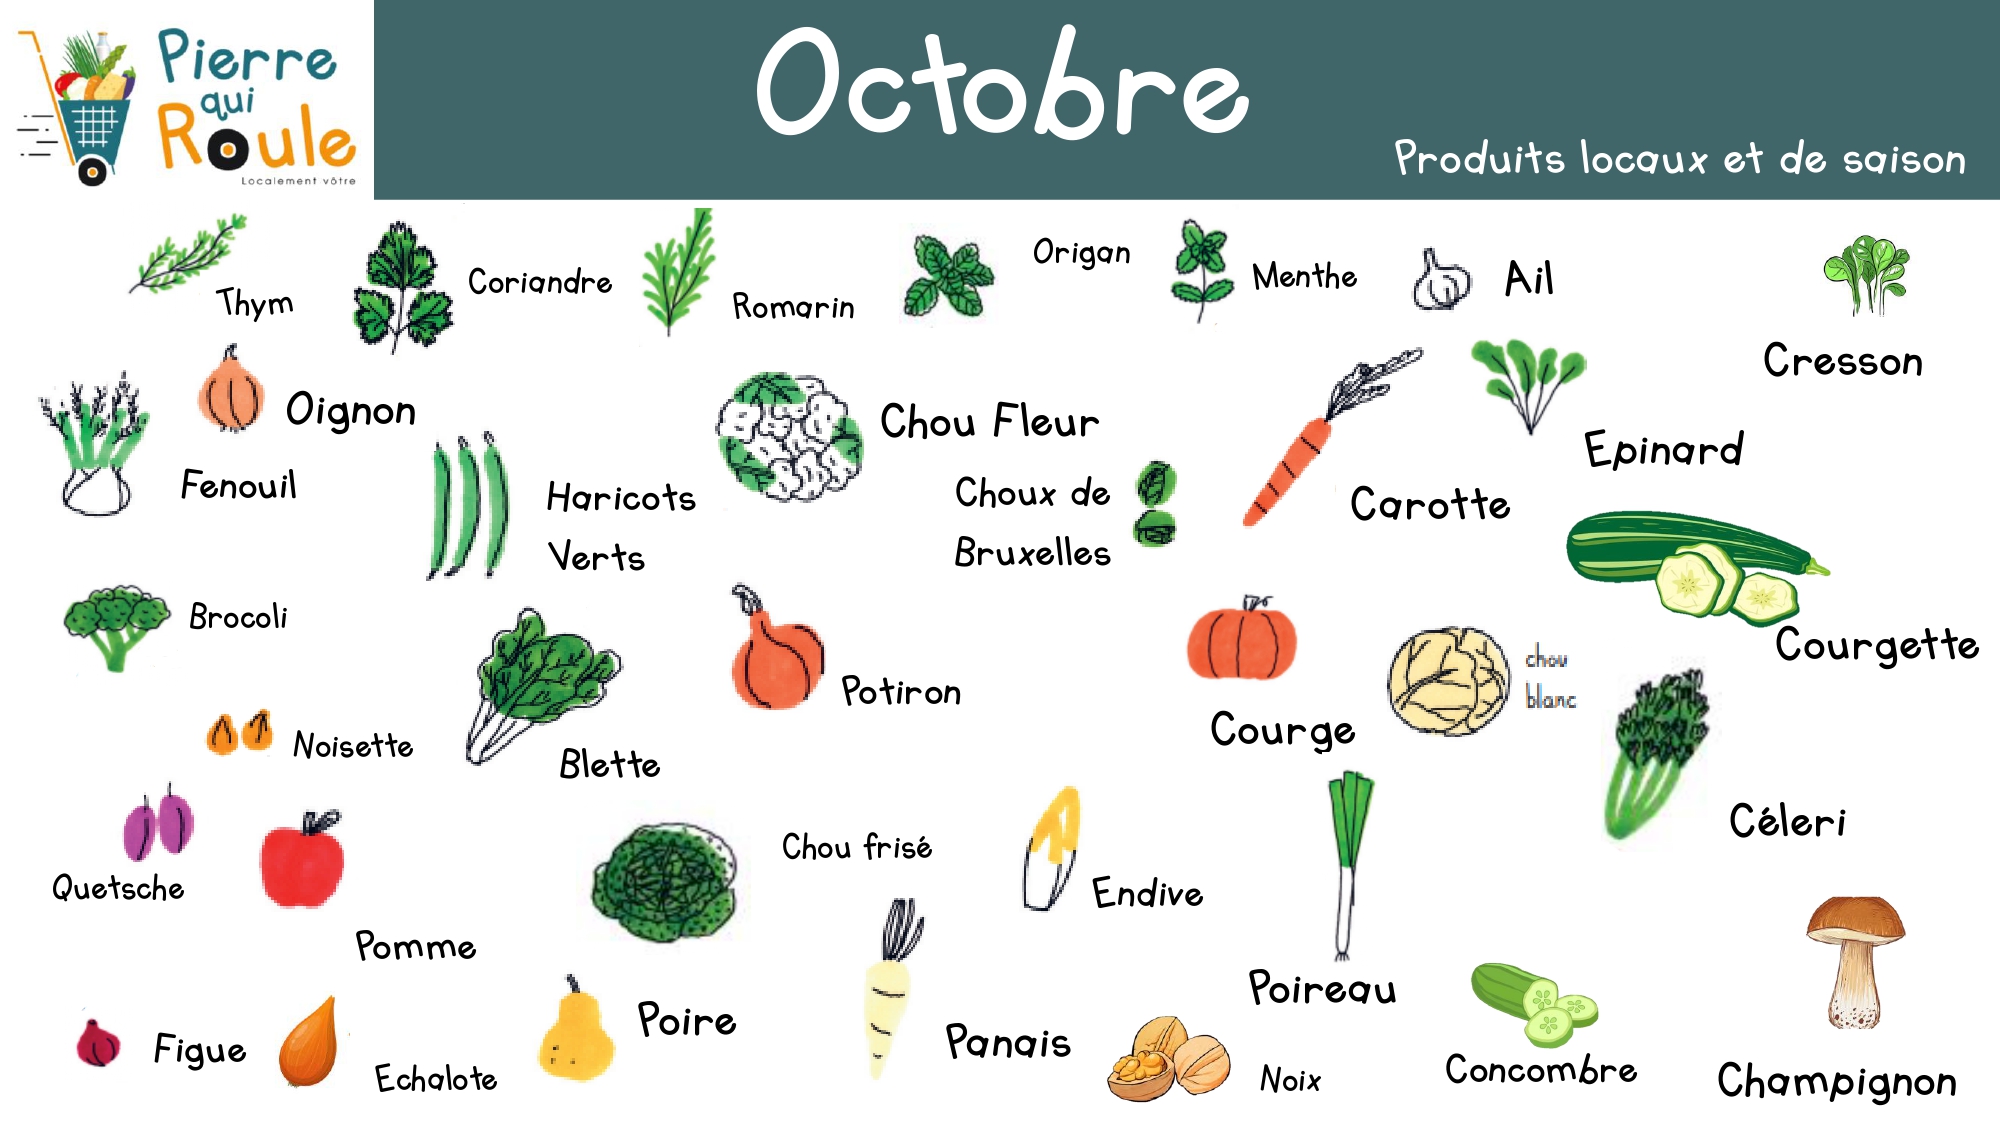 Pierre
qui
Roule
Localement vôtre
Octobre
Produits locaux et de saison
Thym
Coriandre
Romarin
Origan
Menthe
Ail
Cresson
Oignon
Fenouil
Haricots
Verts
Chou Fleur
Choux de
Bruxelles
Carotte
Epinard
Courgette
Brocoli
Noisette
Blette
Potiron
Courge
chou
blanc
Céleri
Quetsche
Pomme
Chou frisé
Endive
Poireau
Figue
Echalote
Poire
Panais
Noix
Concombre
Champignon